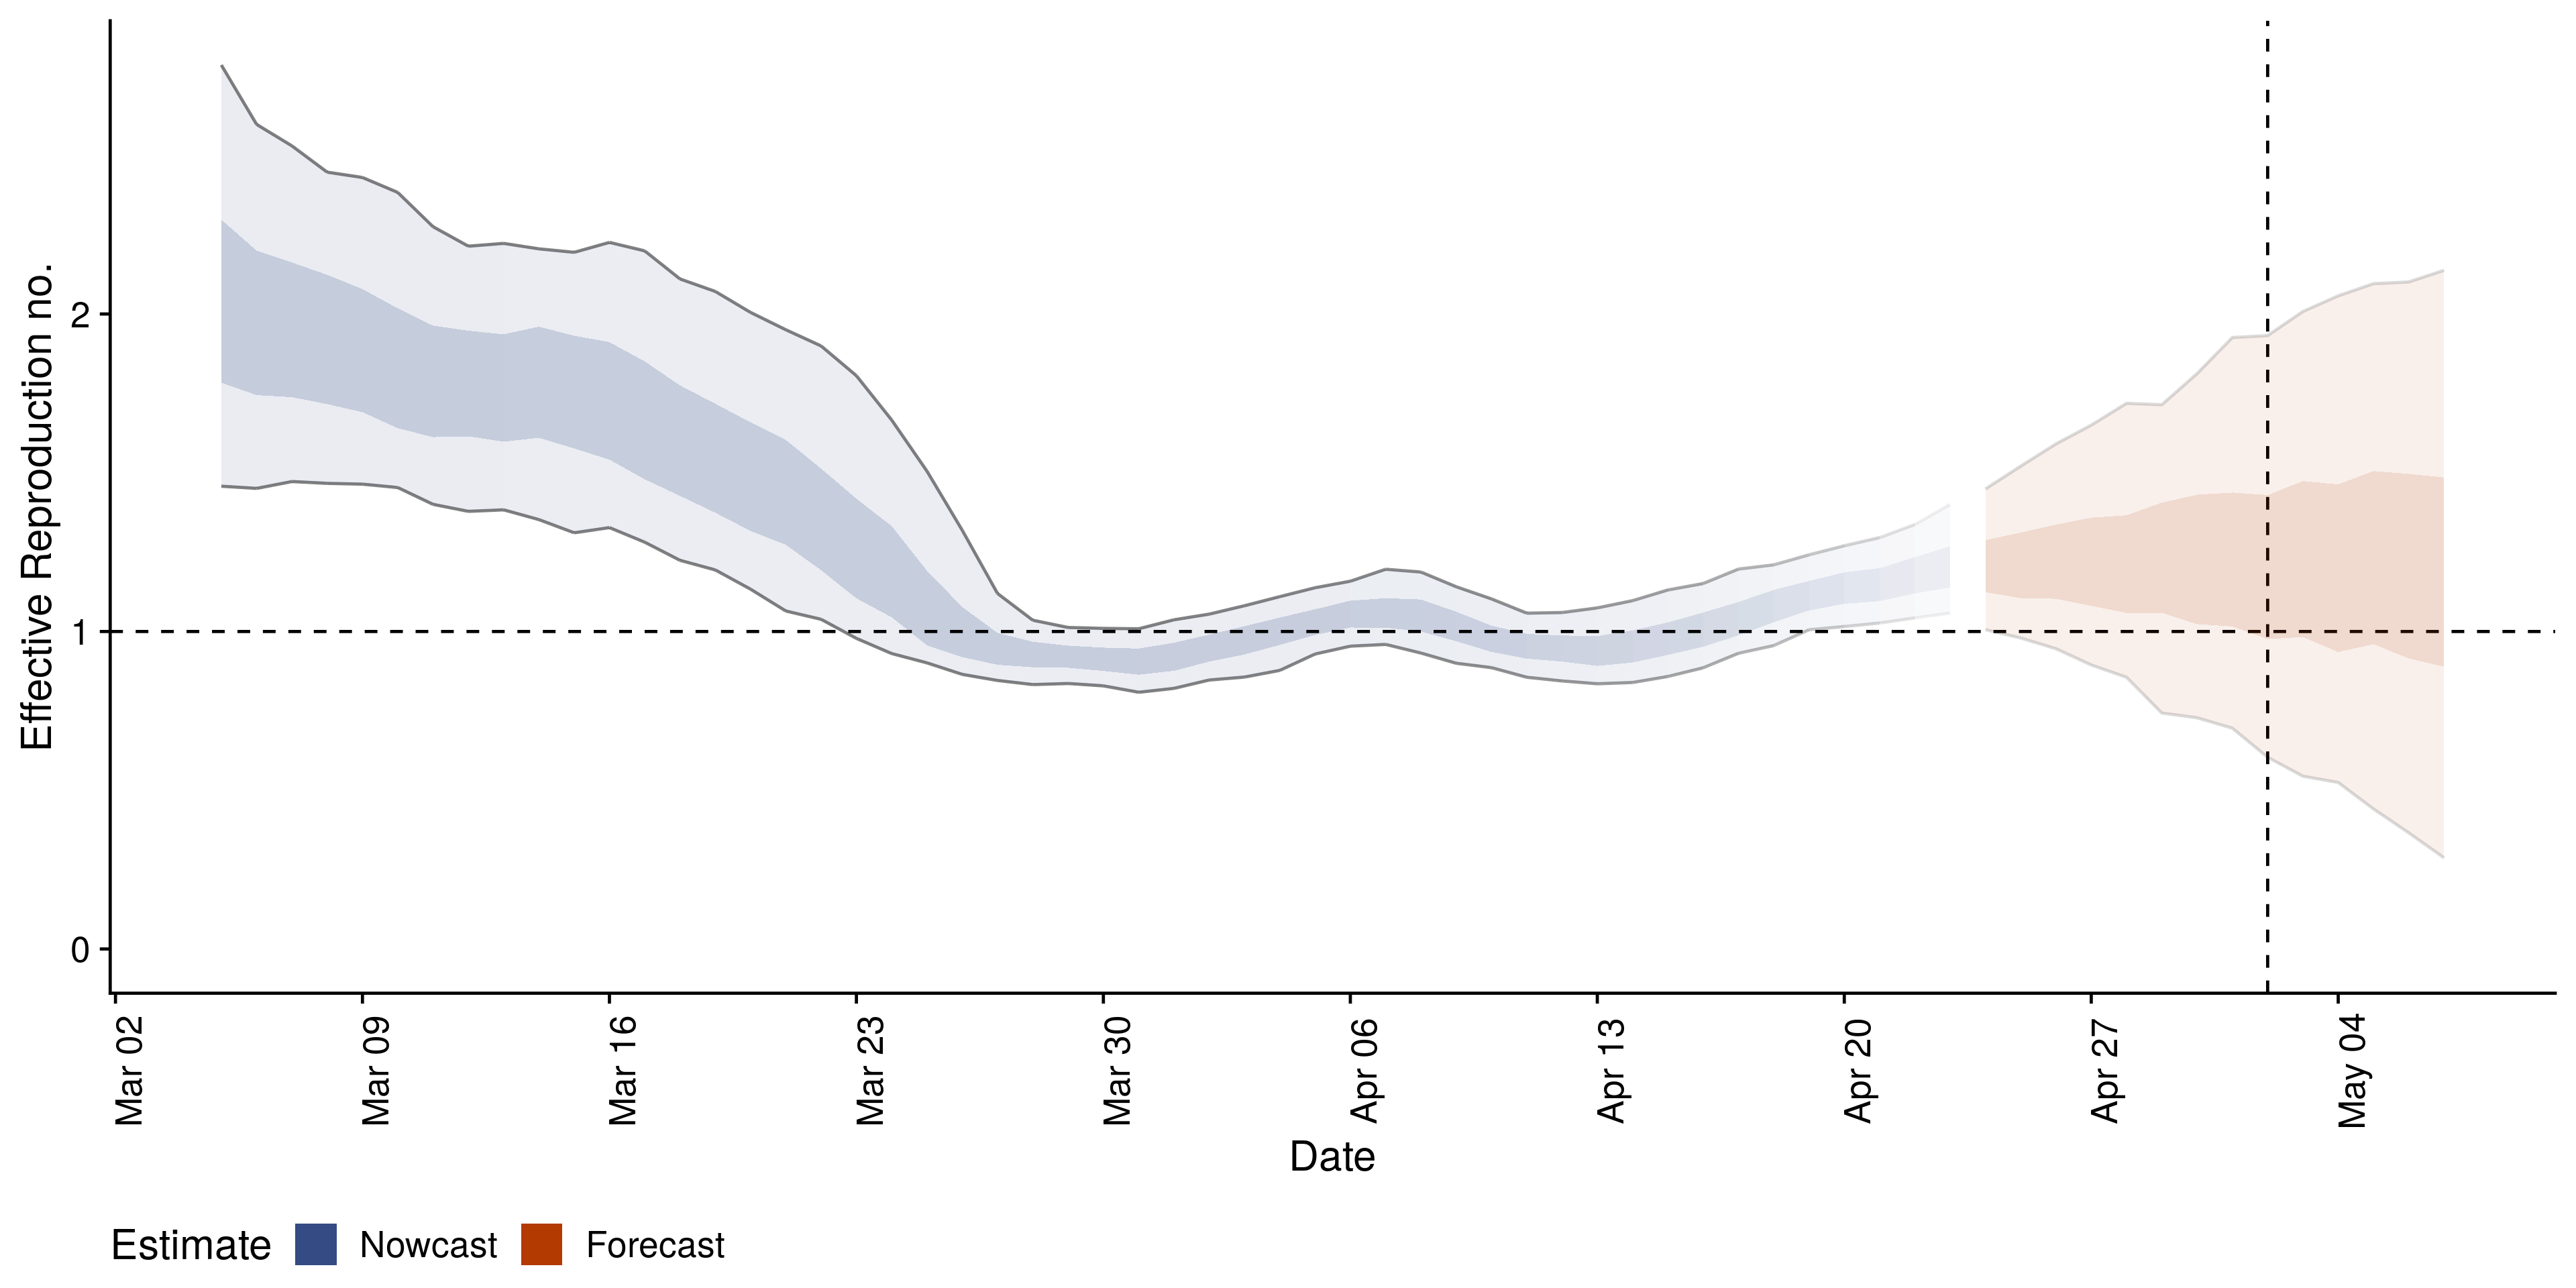 Effective Reproduction no.
2
1
0
Mar 02
Mar 09
Mar 16
Mar 23
Mar 30
Apr 06
Apr 13
Apr 20
Apr 27
May 04
Date
Estimate Nowcast Forecast